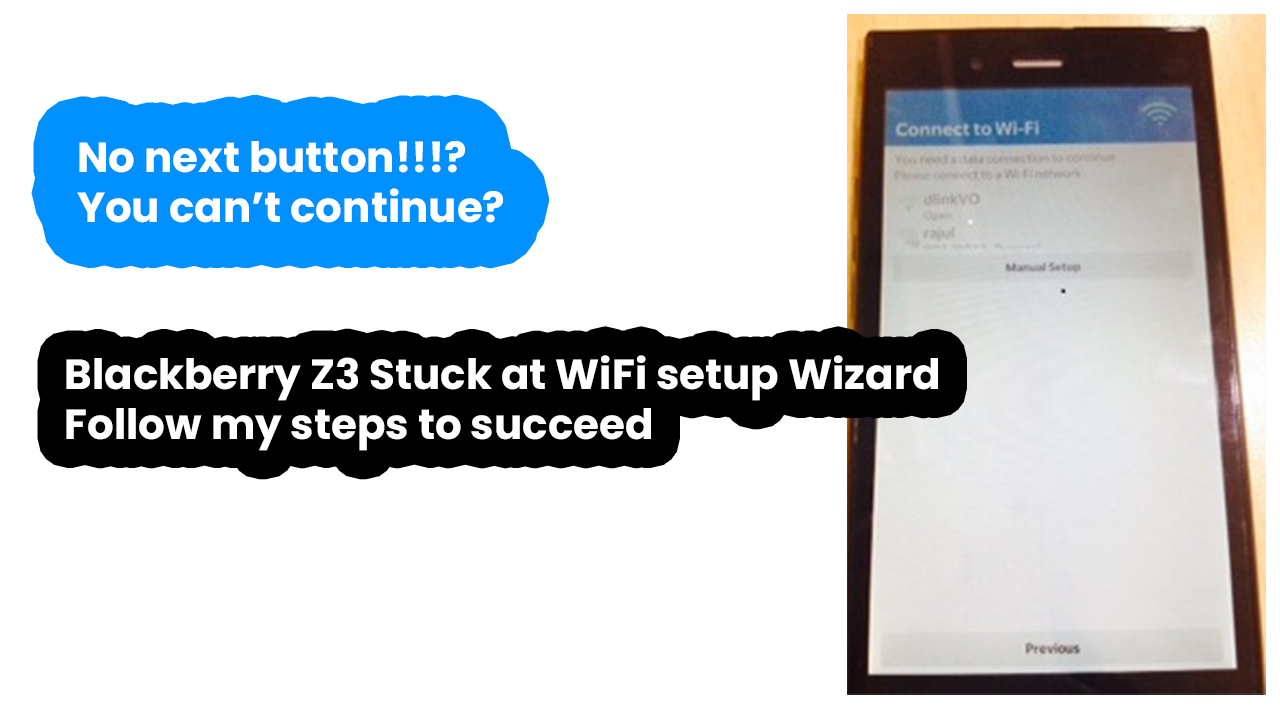 No next button!!!?
You can’t continue?
Blackberry Z3 Stuck at WiFi setup Wizard
Follow my steps to succeed
Connect to Wi-Fi
You need a data connection to continue.
Please connect to a Wi-Fi network.
dlinkVO
Open
rajul
Manual Setup
Previous